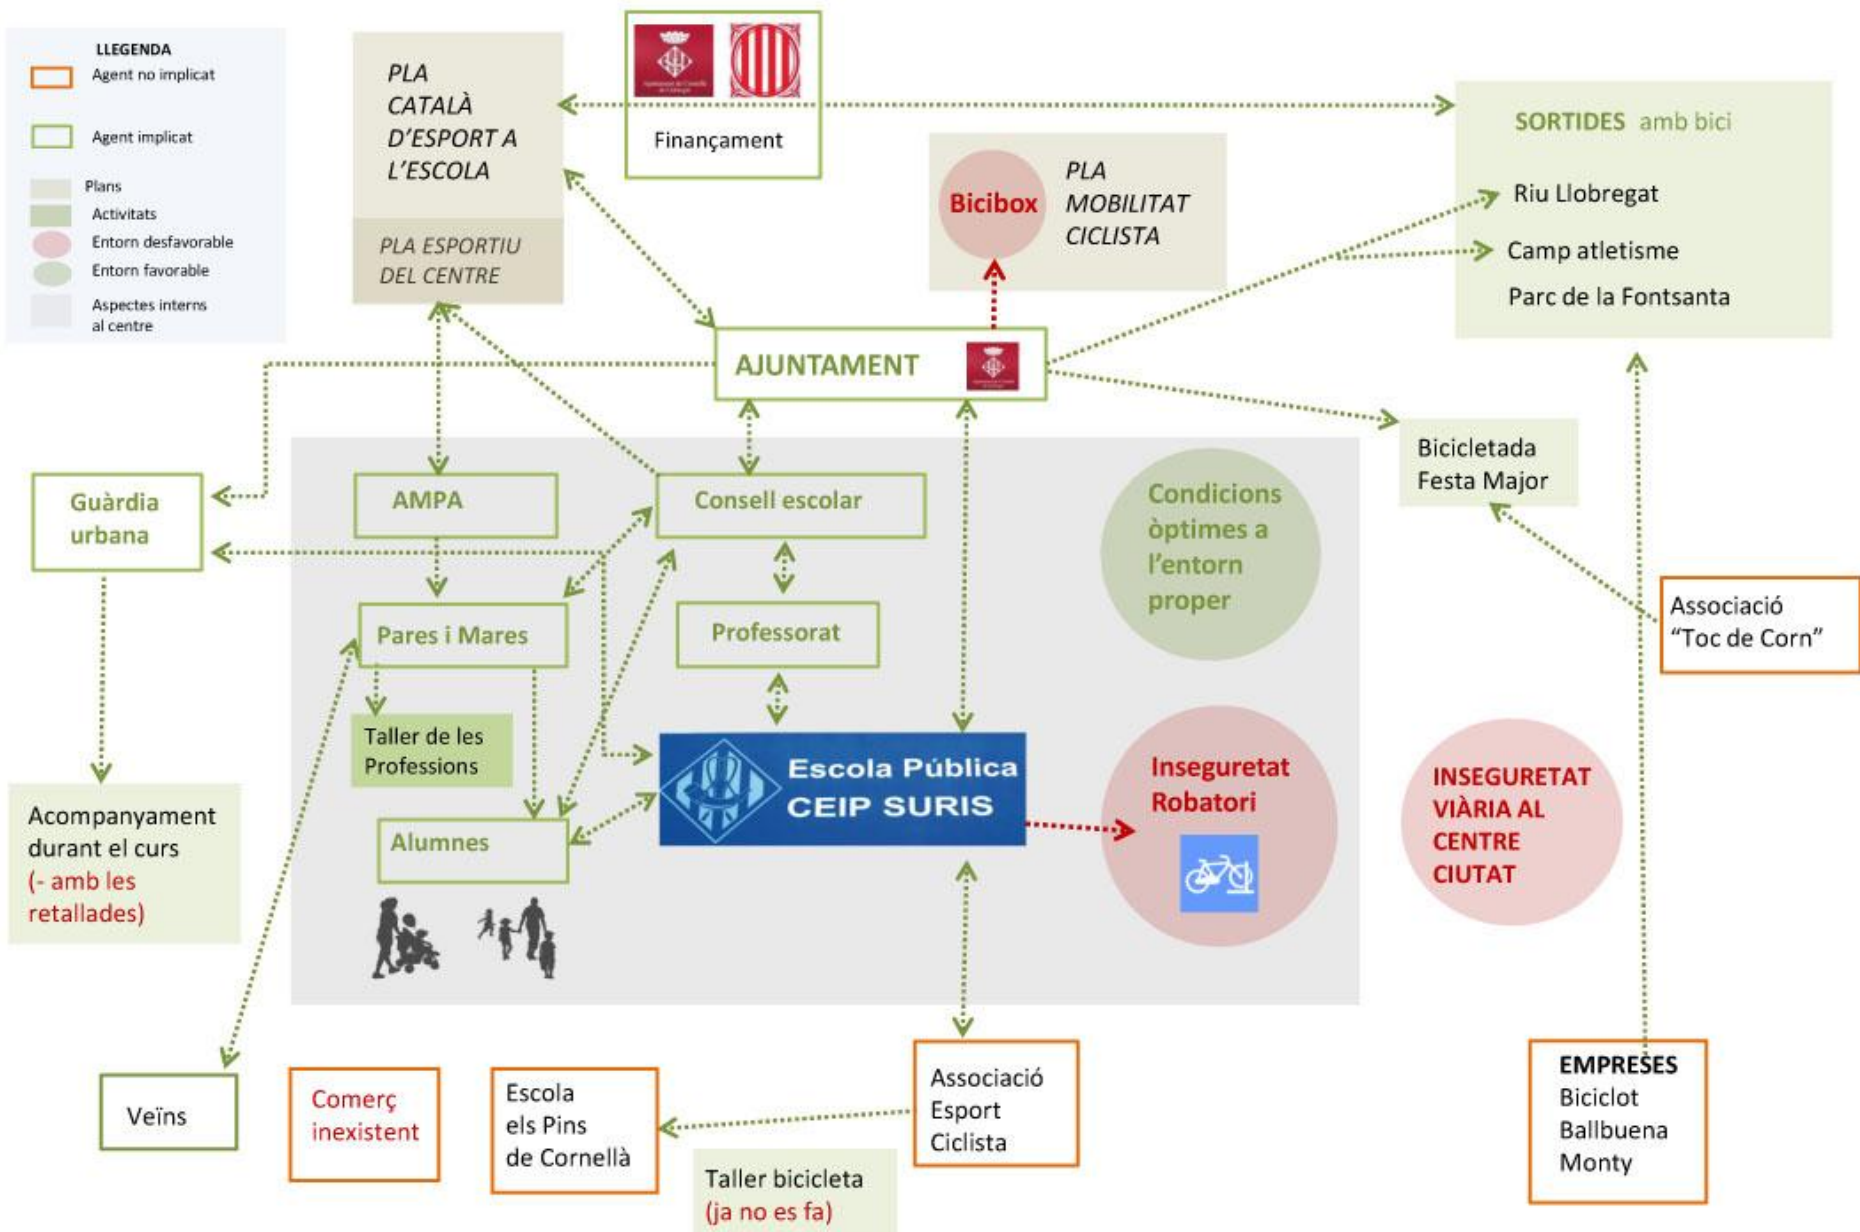 LLEGENDA
Agent no implicat
Agent implicat
Plans
Activitats
Entorn desfavorable
Entorn favorable
Aspectes interns
al centre
PLA
CATALÀ
D'ESPORT A
L'ESCOLA
PLA ESPORTIU
DEL CENTRE
Finançament
Bicibox
PLA
MOBILITAT
CICLISTA
SORTIDES amb bici
Riu Llobregat
Camp atletisme
Parc de la Fontsanta
AJUNTAMENT
Guàrdia
urbana
AMPA
Consell escolar
Condicions
òptimes a
l'entorn
proper
Bicicletada
Festa Major
Pares i Mares
Professorat
Associació
“Toc de Corn”
Taller de les
Professions
Escola Pública
CEIP SURIS
Inseguretat
Robatori
INSEGURETAT
VIÀRIA AL
CENTRE
CIUTAT
Acompanyament
durant el curs
(- amb les
retallades)
Alumnes
Veïns
Comerç
inexistent
Escola
els Pins
de Cornellà
Associació
Esport
Ciclista
EMPRESES
Biciclot
Ballbuena
Monty
Taller bicicleta
(ja no es fa)